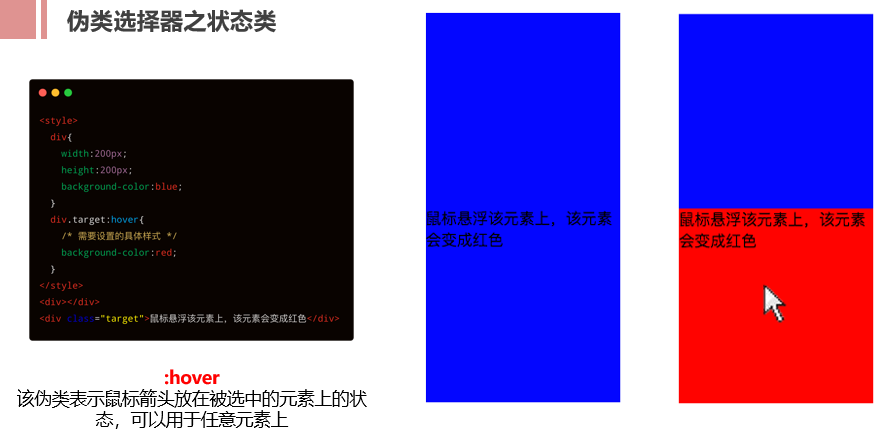 伪类选择器之状态类
<style>
div{
width:200px;
height:200px;
background-color:blue;
}
div.target:hover{
/* 需要设置的具体样式 */
background-color:red;
}
</style>
<div></div>
<div class="target">鼠标悬浮该元素上，该元素会变成红色</div>
:hover
该伪类表示鼠标箭头放在被选中的元素上的状
态，可以用于任意元素上
鼠标悬浮该元素上，该元素
会变成红色
鼠标悬浮该元素上，该元素
会变成红色